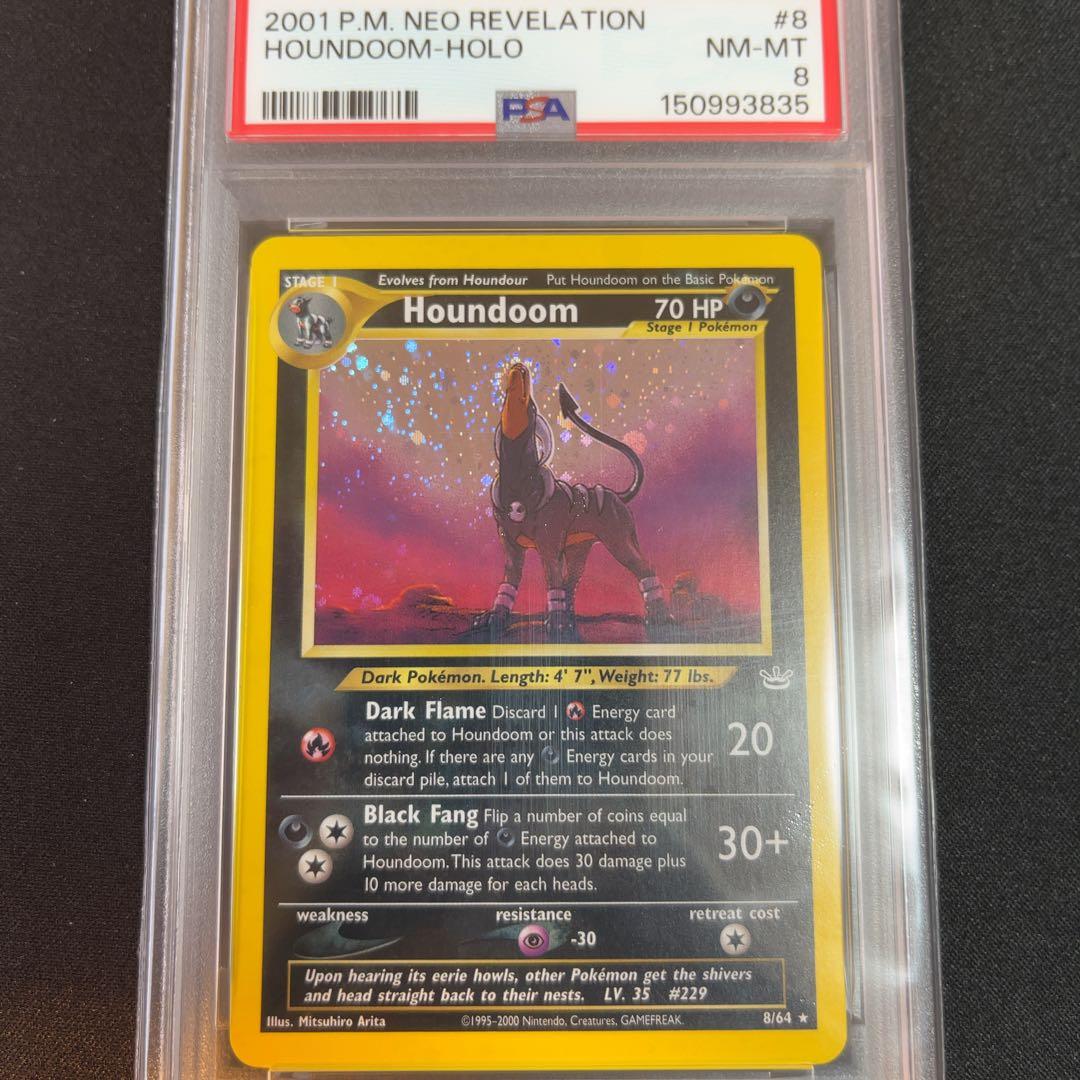 2001 P.M. NEO REVELATION #8
HOUNDOOM-HOLO NM-MT
8
PSA 150993835
STAGE 1 Evolves from Houndour Put Houndoom on the Basic Pokémon
Houndoom 70 HP
Stage 1 Pokémon
Dark Pokémon. Length: 4' 7", Weight: 77 lbs.
Dark Flame Discard 1 Energy card
attached to Houndoom or this attack does
nothing. If there are any Energy cards in your
discard pile, attach 1 of them to Houndoom.
20
Black Fang Flip a number of coins equal
to the number of Energy attached to
Houndoom. This attack does 30 damage plus
10 more damage for each heads.
30+
weakness resistance retreat cost
-30
Upon hearing its eerie howls, other Pokémon get the shivers
and head straight back to their nests. LV. 35 #229
Illus. Mitsuhiro Arita ©1995-2000 Nintendo, Creatures, GAMEFREAK. 8/64 ★